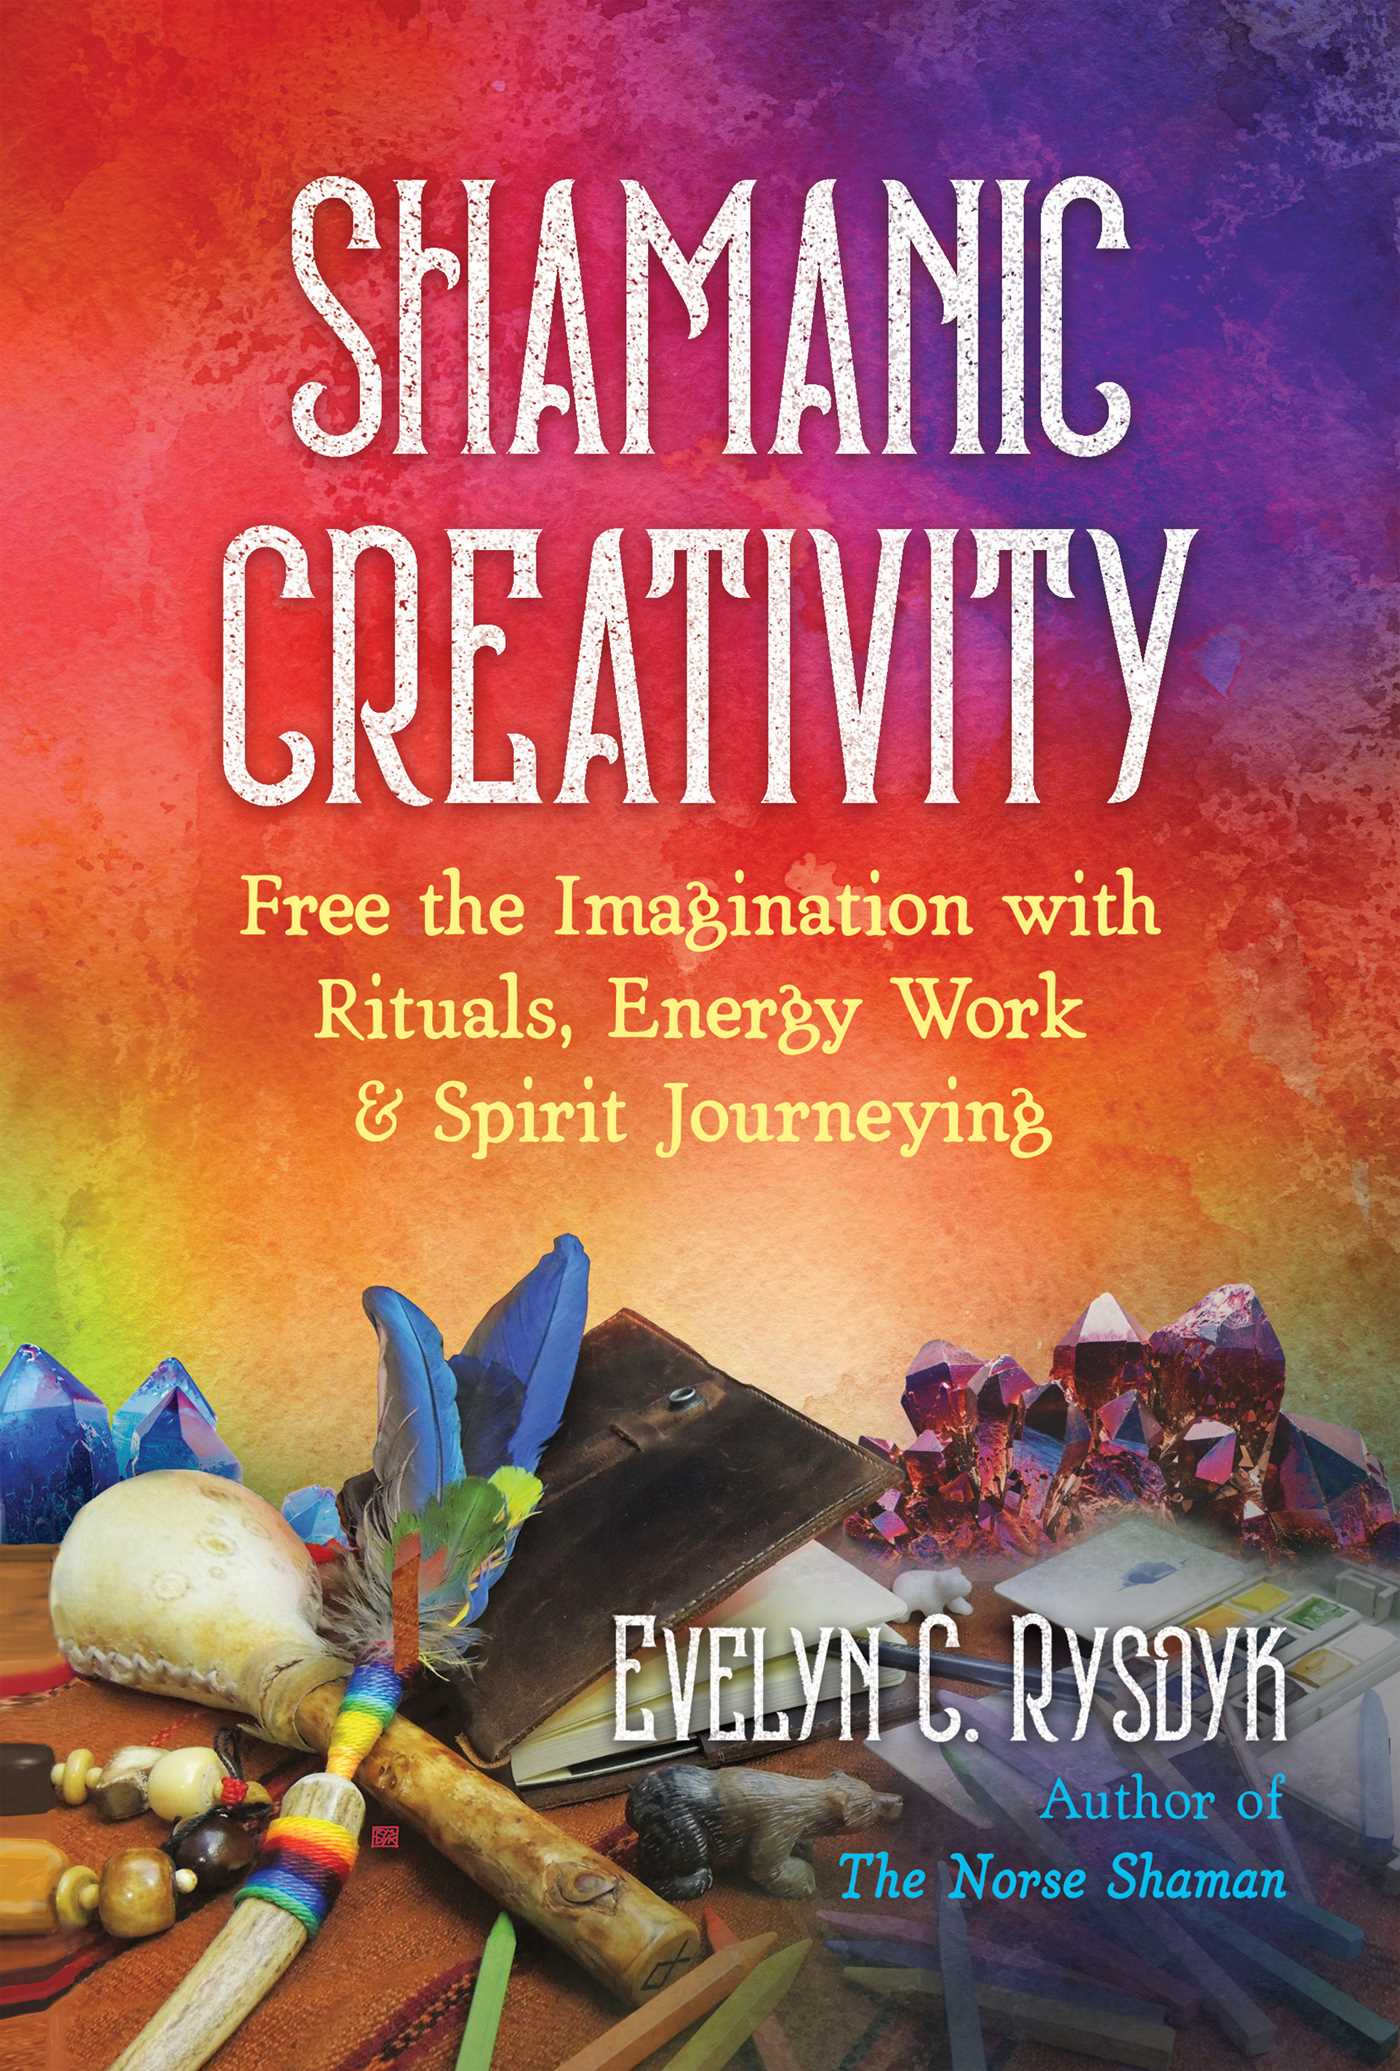 SHAMANIC
CREATIVITY
Free the Imagination with
Rituals, Energy Work
& Spirit Journeying
EVELYN C. RYSDYK
Author of
The Norse Shaman